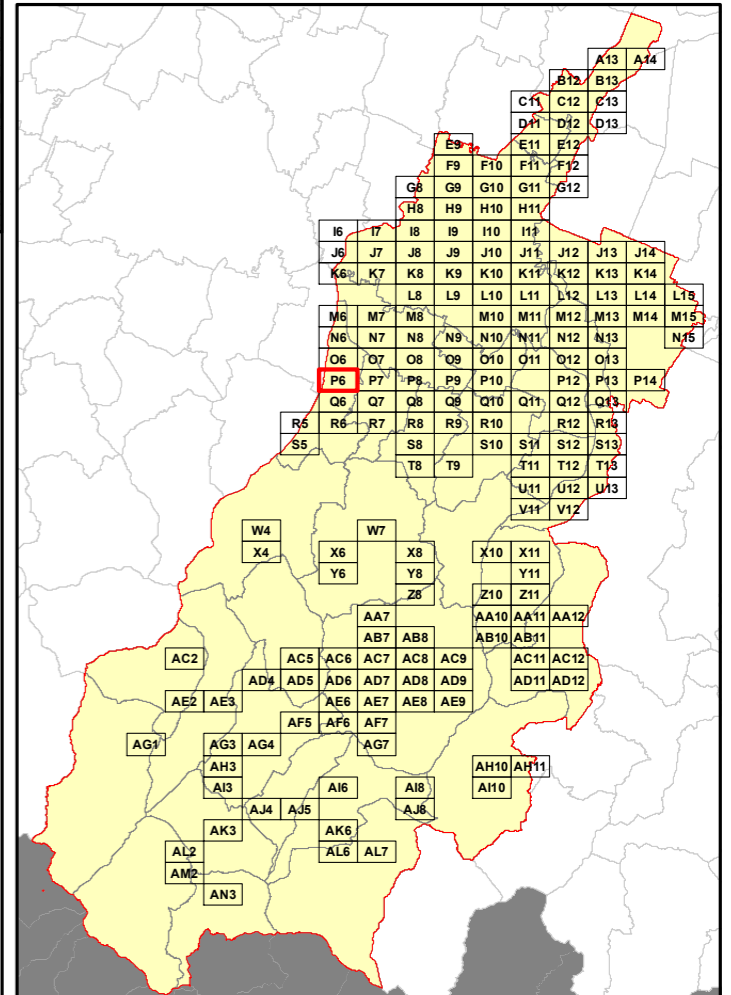 A13 A14
B12 B13
C11 C12 C13
D11 D12 D13
E9 E11 E12
F9 F10 F11 F12
G8 G9 G10 G11 G12
H8 H9 H10 H11
I6 I7 I8 I9 I10 I11
J6 J7 J8 J9 J10 J11 J12 J13 J14
K6 K7 K8 K9 K10 K11 K12 K13 K14
L8 L9 L10 L11 L12 L13 L14 L15
M6 M7 M8 M10 M11 M12 M13 M14 M15
N6 N7 N8 N9 N10 N11 N12 N13 N15
O6 O7 O8 O9 O10 O11 O12 O13
P6 P7 P8 P9 P10 P12 P13 P14
Q6 Q7 Q8 Q9 Q10 Q11 Q12 Q13
R5 R6 R7 R8 R9 R10 R12 R13
S5 S8 S10 S11 S12 S13
T8 T9 T11 T12 T13
U11 U12 U13
V11 V12
W4 W7
X4 X6 X8 X10 X11
Y6 Y8 Y11
Z8 Z10 Z11
AA7 AA10 AA11 AA12
AB7 AB8 AB10 AB11
AC2 AC5 AC6 AC7 AC8 AC9 AC11 AC12
AD4 AD5 AD6 AD7 AD8 AD9 AD11 AD12
AE2 AE3 AE6 AE7 AE8 AE9
AF5 AF6 AF7
AG1 AG3 AG4 AG7
AH3 AH10 AH11
AI3 AI6 AI8 AI10
AJ4 AJ5 AJ8
AK3 AK6
AL2 AL6 AL7
AM2
AN3